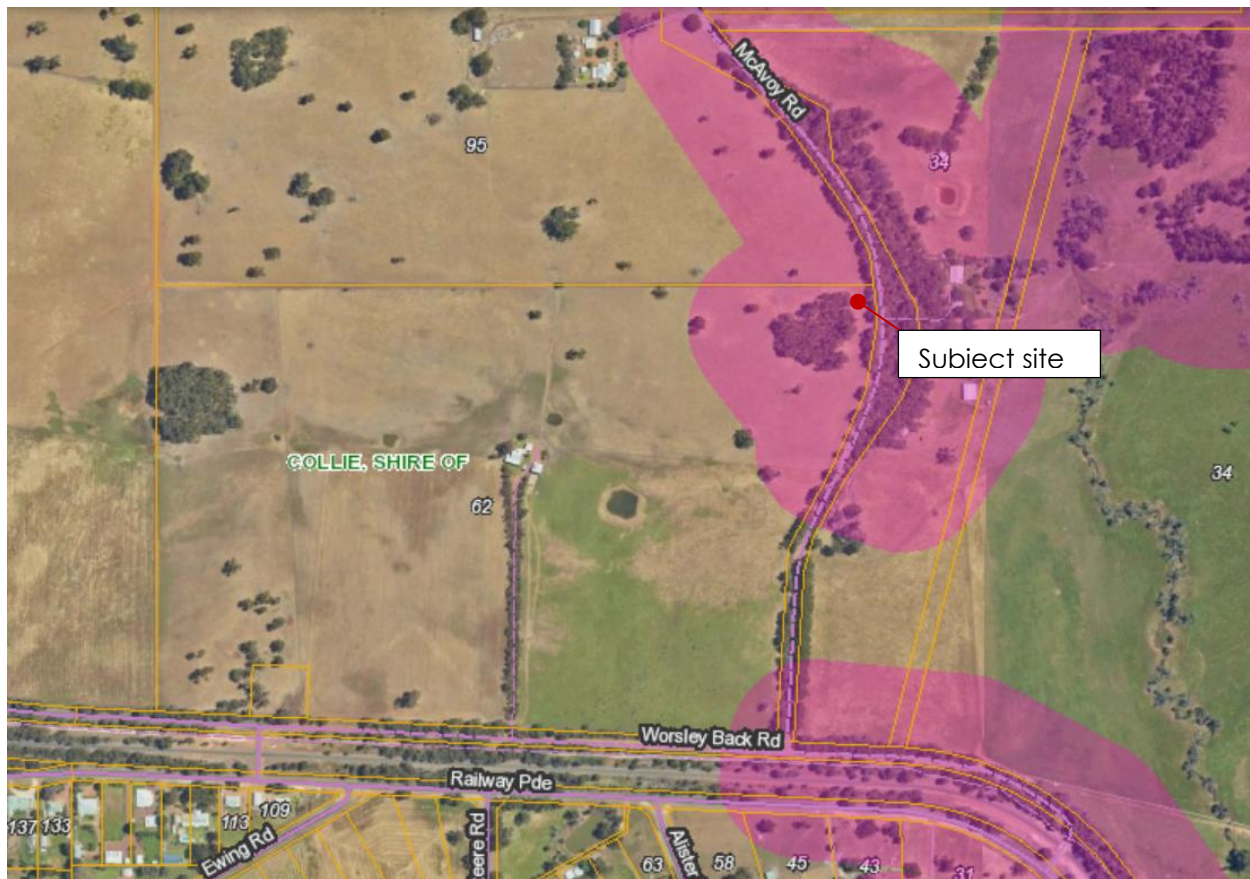 McAvoy Rd
95
34
Subject site
COLLIE, SHIRE OF
62
34
Worsley Back Rd
Railway Pde
137
133
113
109
Ewing Rd
eere Rd
Alister
63
58
45
43
31